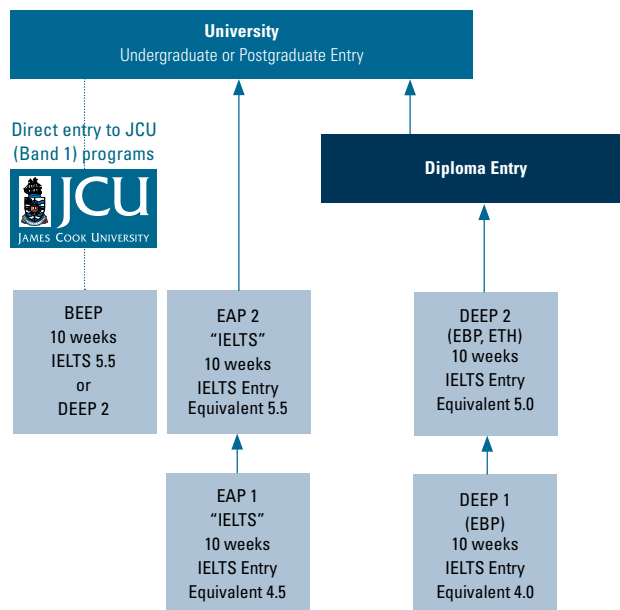 University
Undergraduate or Postgraduate Entry
Direct entry to JCU
(Band 1) programs
JCU
JAMES COOK UNIVERSITY
Diploma Entry
BEEP
10 weeks
IELTS 5.5
or
DEEP 2
EAP 2
“IELTS”
10 weeks
IELTS Entry
Equivalent 5.5
DEEP 2
(EBP, ETH)
10 weeks
IELTS Entry
Equivalent 5.0
EAP 1
“IELTS”
10 weeks
IELTS Entry
Equivalent 4.5
DEEP 1
(EBP)
10 weeks
IELTS Entry
Equivalent 4.0